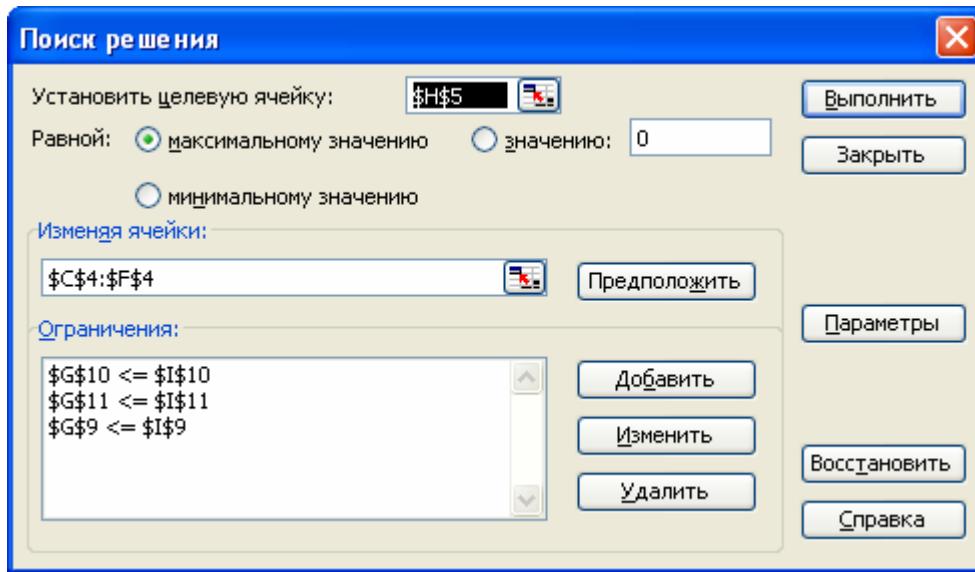 Поиск решения
Установить целевую ячейку: $H$5
Выполнить
Равной: максимальному значению значению: 0
Закрыть
минимальному значению
Изменяя ячейки:
$C$4:$F$4
Предположить
Параметры
Ограничения:
$G$10 <= $I$10
$G$11 <= $I$11
$G$9 <= $I$9
Добавить
Изменить
Удалить
Восстановить
Справка